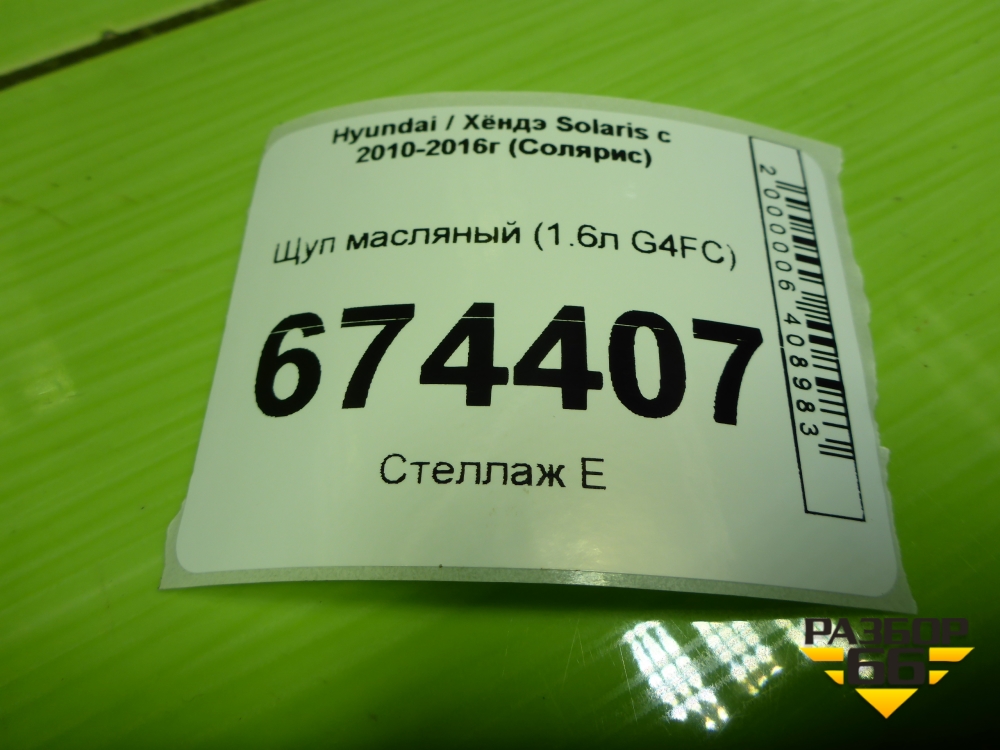 Hyundai / Хёндэ Solaris с
2010-2016г (Солярис)
Щуп масляный (1.6л G4FC)
674407
Стеллаж Е
2000006408983
РАЗБОР
66